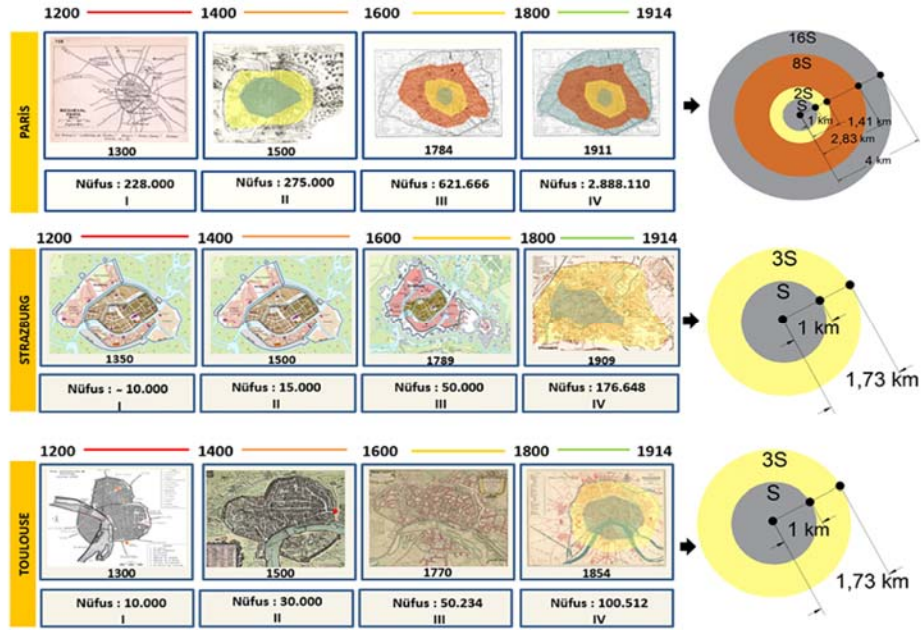 1200 1400 1600 1800 1914
PARİS
1300
1500
1784
1911
Nüfus : 228.000
I
Nüfus : 275.000
II
Nüfus : 621.666
III
Nüfus : 2.888.110
IV
16S
8S
2S
S
1 km
1,41 km
2,83 km
4 km
1200 1400 1600 1800 1914
STRAZBURG
1350
1500
1789
1909
Nüfus : ~ 10.000
I
Nüfus : 15.000
II
Nüfus : 50.000
III
Nüfus : 176.648
IV
3S
S
1 km
1,73 km
1200 1400 1600 1800 1914
TOULOUSE
1300
1500
1770
1854
Nüfus : 10.000
I
Nüfus : 30.000
II
Nüfus : 50.234
III
Nüfus : 100.512
IV
3S
S
1 km
1,73 km